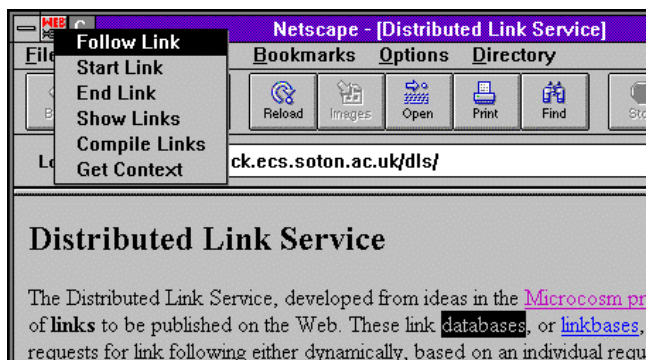 WEB C Netscape - [Distributed Link Service]
Follow Link
Start Link
End Link
Show Links
Compile Links
Get Context
File Bookmarks Options Directory
Reload Images Open Print Find
ck.ecs.soton.ac.uk/dls/
Distributed Link Service
The Distributed Link Service, developed from ideas in the Microcosm
of links to be published on the Web. These link databases, or linkbases,
requests for link following either dynamically, based on an individual